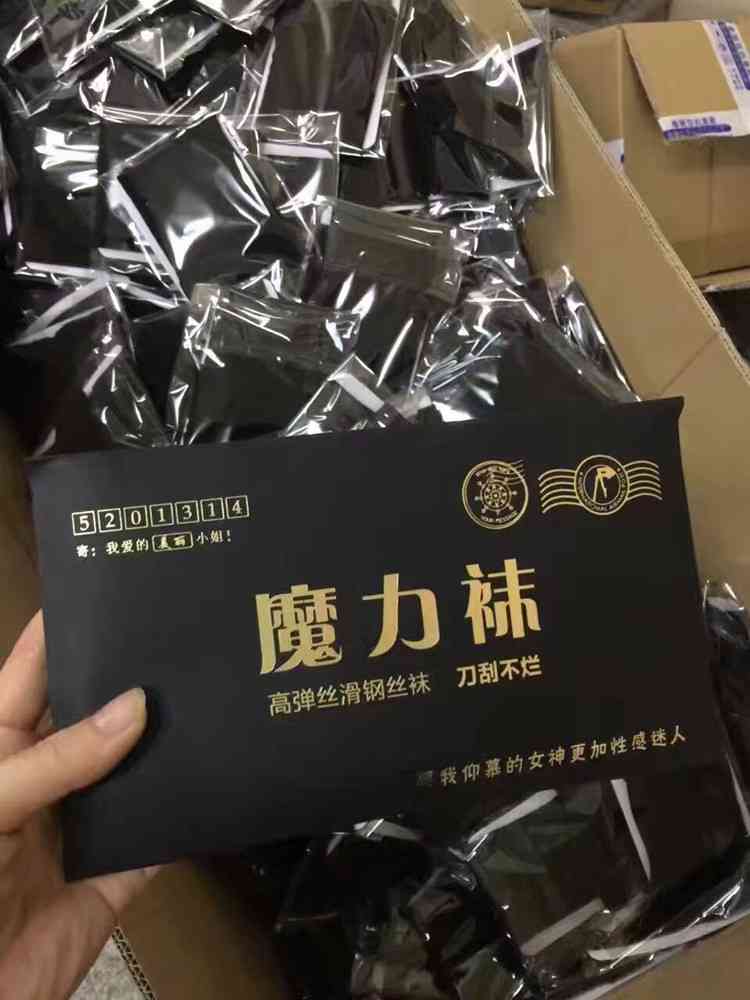 5201314
寄：我爱的 美丽 小姐！
魔力袜
高弹丝滑钢丝袜 刀刮不烂
我仰慕的女神更加性感迷人